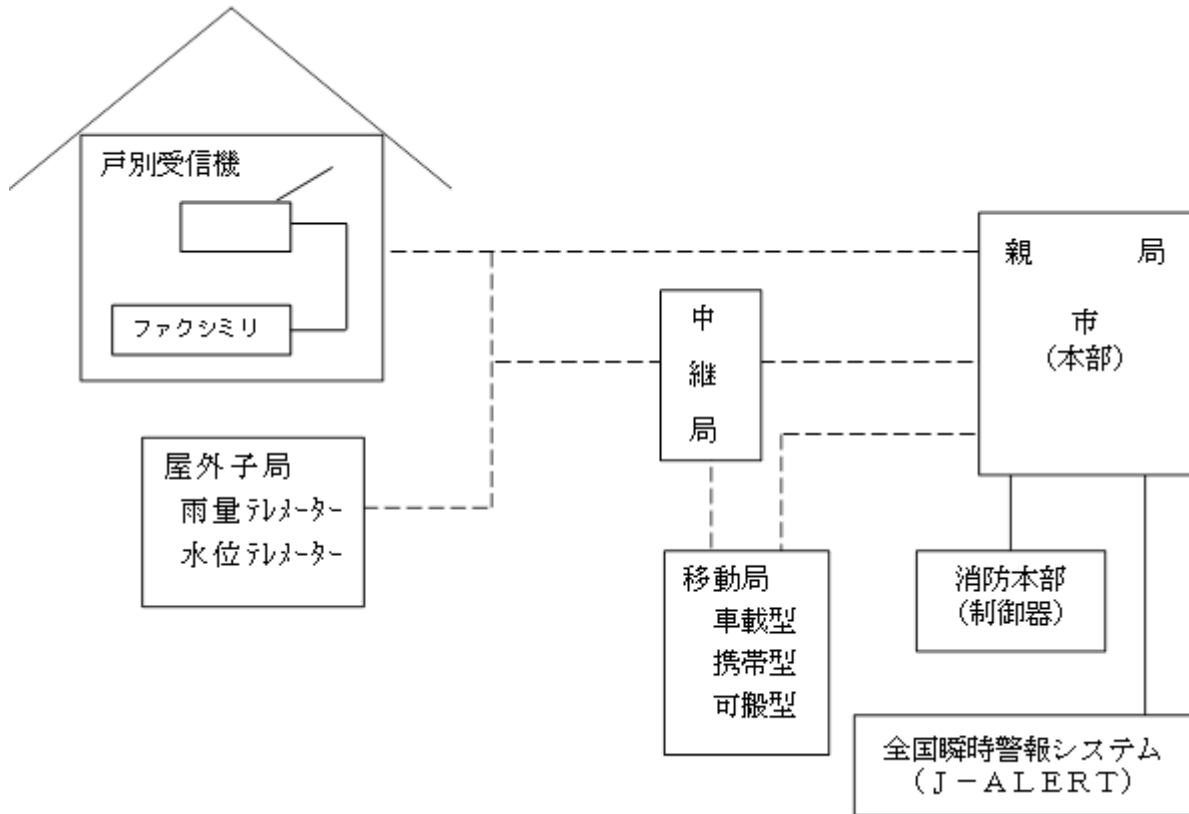 戸別受信機
ファクシミリ
屋外子局
雨量ﾃﾚﾒｰﾀｰ
水位ﾃﾚﾒｰﾀｰ
中
継
局
移動局
車載型
携帯型
可搬型
親　　局
市
（本部）
消防本部
（制御器）
全国瞬時警報システム
（Ｊ－ＡＬＥＲＴ）